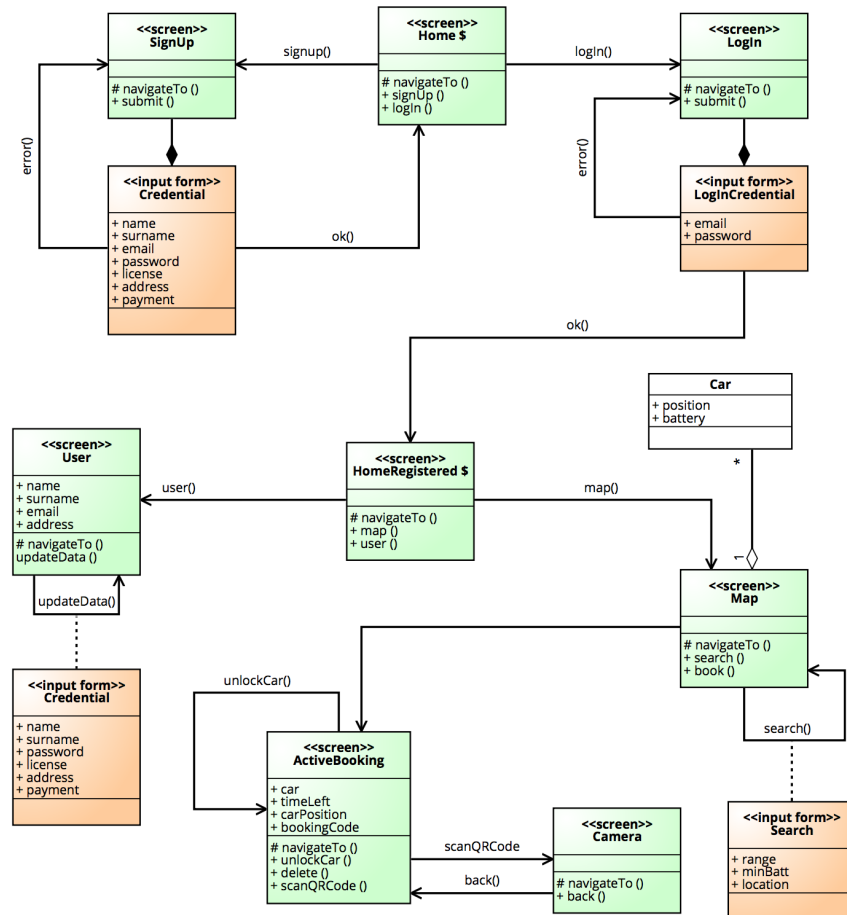 <<screen>>
SignUp
# navigateTo ()
+ submit ()
signup()
<<screen>>
Home $
# navigateTo ()
+ signUp ()
+ logIn ()
logIn()
<<screen>>
LogIn
# navigateTo ()
+ submit ()
error()
<<input form>>
Credential
+ name
+ surname
+ email
+ password
+ license
+ address
+ payment
ok()
error()
<<input form>>
LogInCredential
+ email
+ password
ok()
Car
+ position
+ battery
*
1
<<screen>>
User
+ name
+ surname
+ email
+ address
# navigateTo ()
updateData ()
user()
<<screen>>
HomeRegistered $
# navigateTo ()
+ map ()
+ user ()
map()
<<screen>>
Map
# navigateTo ()
+ search ()
+ book ()
updateData()
<<input form>>
Credential
+ name
+ surname
+ password
+ license
+ address
+ payment
unlockCar()
search()
<<screen>>
ActiveBooking
+ car
+ timeLeft
+ carPosition
+ bookingCode
# navigateTo ()
+ unlockCar ()
+ delete ()
+ scanQRCode ()
scanQRCode
back()
<<screen>>
Camera
# navigateTo ()
+ back ()
<<input form>>
Search
+ range
+ minBatt
+ location